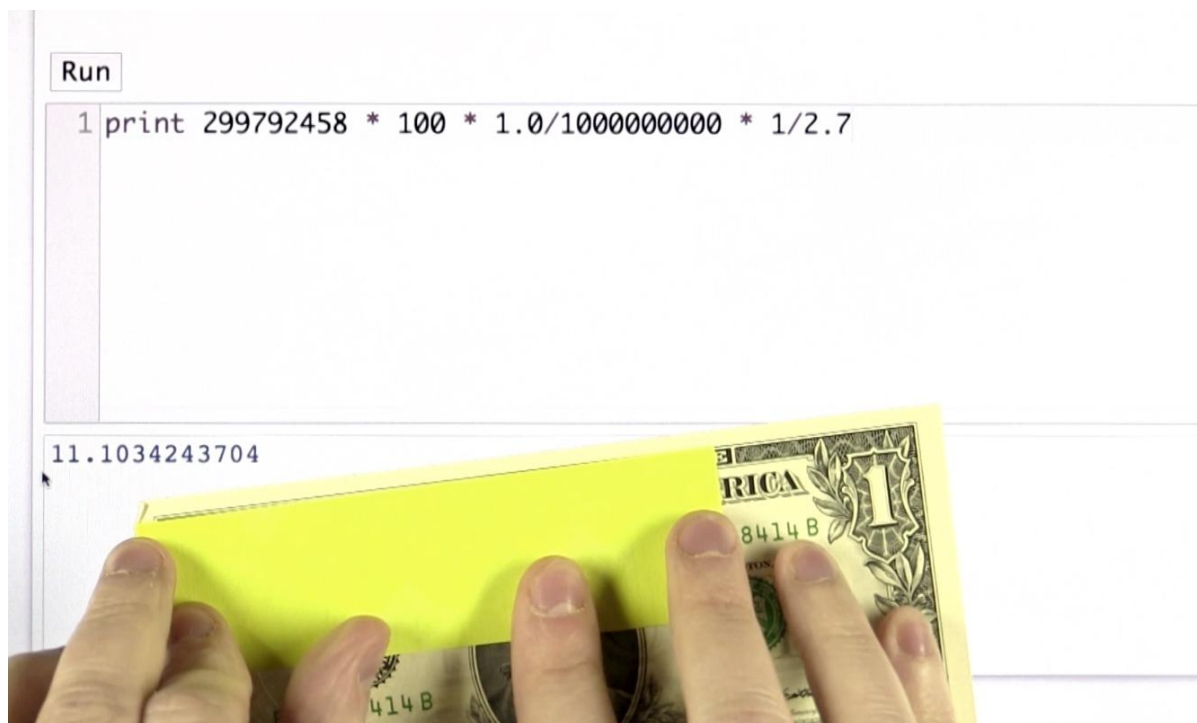 Run
1 print 299792458 * 100 * 1.0/1000000000 * 1/2.7
11.1034243704
RICA
1
8414 B
414 B